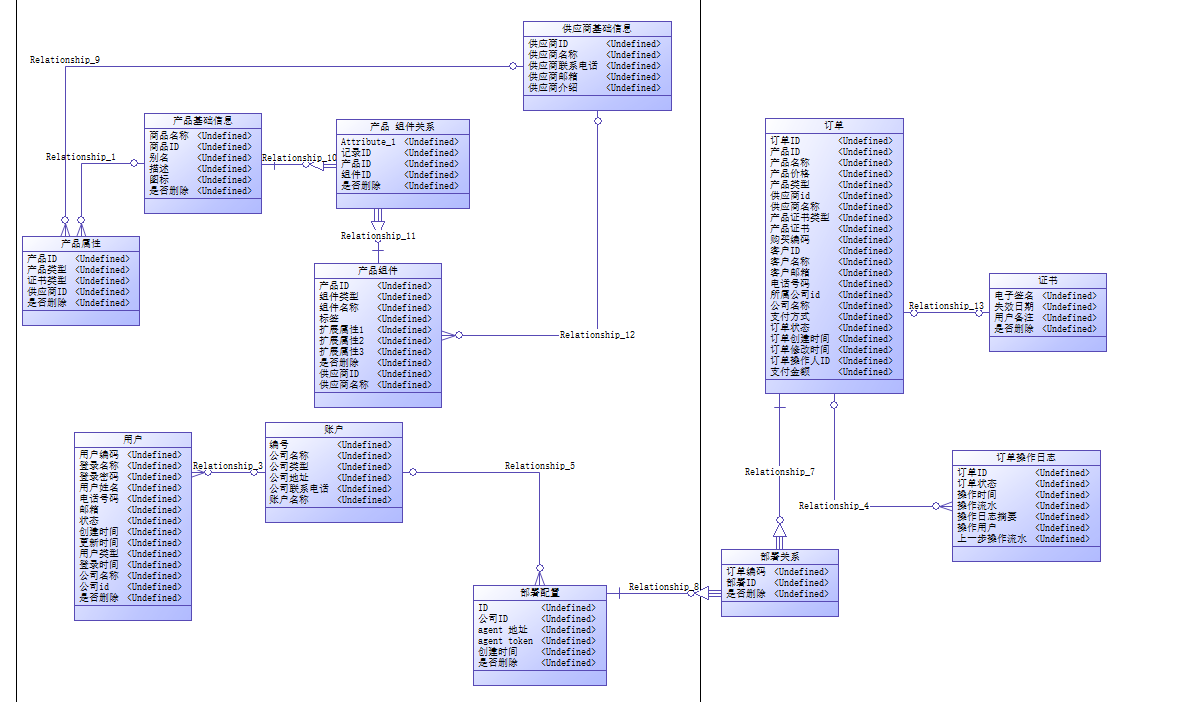 供应商基础信息
供应商ID <Undefined>
供应商名称 <Undefined>
供应商联系电话 <Undefined>
供应商邮箱 <Undefined>
供应商介绍 <Undefined>
Relationship_9
产品基础信息
商品名称 <Undefined>
商品ID <Undefined>
别名 <Undefined>
描述 <Undefined>
图标 <Undefined>
是否删除 <Undefined>
Relationship_1
Relationship_10
产品 组件关系
Attribute_1 <Undefined>
记录ID <Undefined>
产品ID <Undefined>
组件ID <Undefined>
是否删除 <Undefined>
Relationship_11
产品属性
产品ID <Undefined>
产品类型 <Undefined>
证书类型 <Undefined>
供应商ID <Undefined>
是否删除 <Undefined>
产品组件
产品ID <Undefined>
组件类型 <Undefined>
组件名称 <Undefined>
标签 <Undefined>
扩展属性1 <Undefined>
扩展属性2 <Undefined>
扩展属性3 <Undefined>
是否删除 <Undefined>
供应商ID <Undefined>
供应商名称 <Undefined>
Relationship_12
用户
用户编码 <Undefined>
登录名称 <Undefined>
登录密码 <Undefined>
用户姓名 <Undefined>
电话号码 <Undefined>
邮箱 <Undefined>
状态 <Undefined>
创建时间 <Undefined>
更新时间 <Undefined>
用户类型 <Undefined>
登录时间 <Undefined>
公司名称 <Undefined>
公司id <Undefined>
是否删除 <Undefined>
Relationship_3
账户
编号 <Undefined>
公司名称 <Undefined>
公司类型 <Undefined>
公司地址 <Undefined>
公司联系电话 <Undefined>
账户名称 <Undefined>
Relationship_5
部署配置
ID <Undefined>
公司ID <Undefined>
agent 地址 <Undefined>
agent token <Undefined>
创建时间 <Undefined>
是否删除 <Undefined>
Relationship_8
订单
订单ID <Undefined>
产品ID <Undefined>
产品名称 <Undefined>
产品价格 <Undefined>
产品类型 <Undefined>
供应商id <Undefined>
供应商名称 <Undefined>
产品证书类型 <Undefined>
产品证书 <Undefined>
购买编码 <Undefined>
客户ID <Undefined>
客户名称 <Undefined>
客户邮箱 <Undefined>
电话号码 <Undefined>
所属公司id <Undefined>
公司名称 <Undefined>
支付方式 <Undefined>
订单状态 <Undefined>
订单创建时间 <Undefined>
订单修改时间 <Undefined>
订单操作人ID <Undefined>
支付金额 <Undefined>
Relationship_13
证书
电子签名 <Undefined>
失效日期 <Undefined>
用户备注 <Undefined>
是否删除 <Undefined>
Relationship_7
Relationship_4
订单操作日志
订单ID <Undefined>
订单状态 <Undefined>
操作时间 <Undefined>
操作流水 <Undefined>
操作日志摘要 <Undefined>
操作用户 <Undefined>
上一步操作流水 <Undefined>
部署关系
订单编码 <Undefined>
部署ID <Undefined>
是否删除 <Undefined>